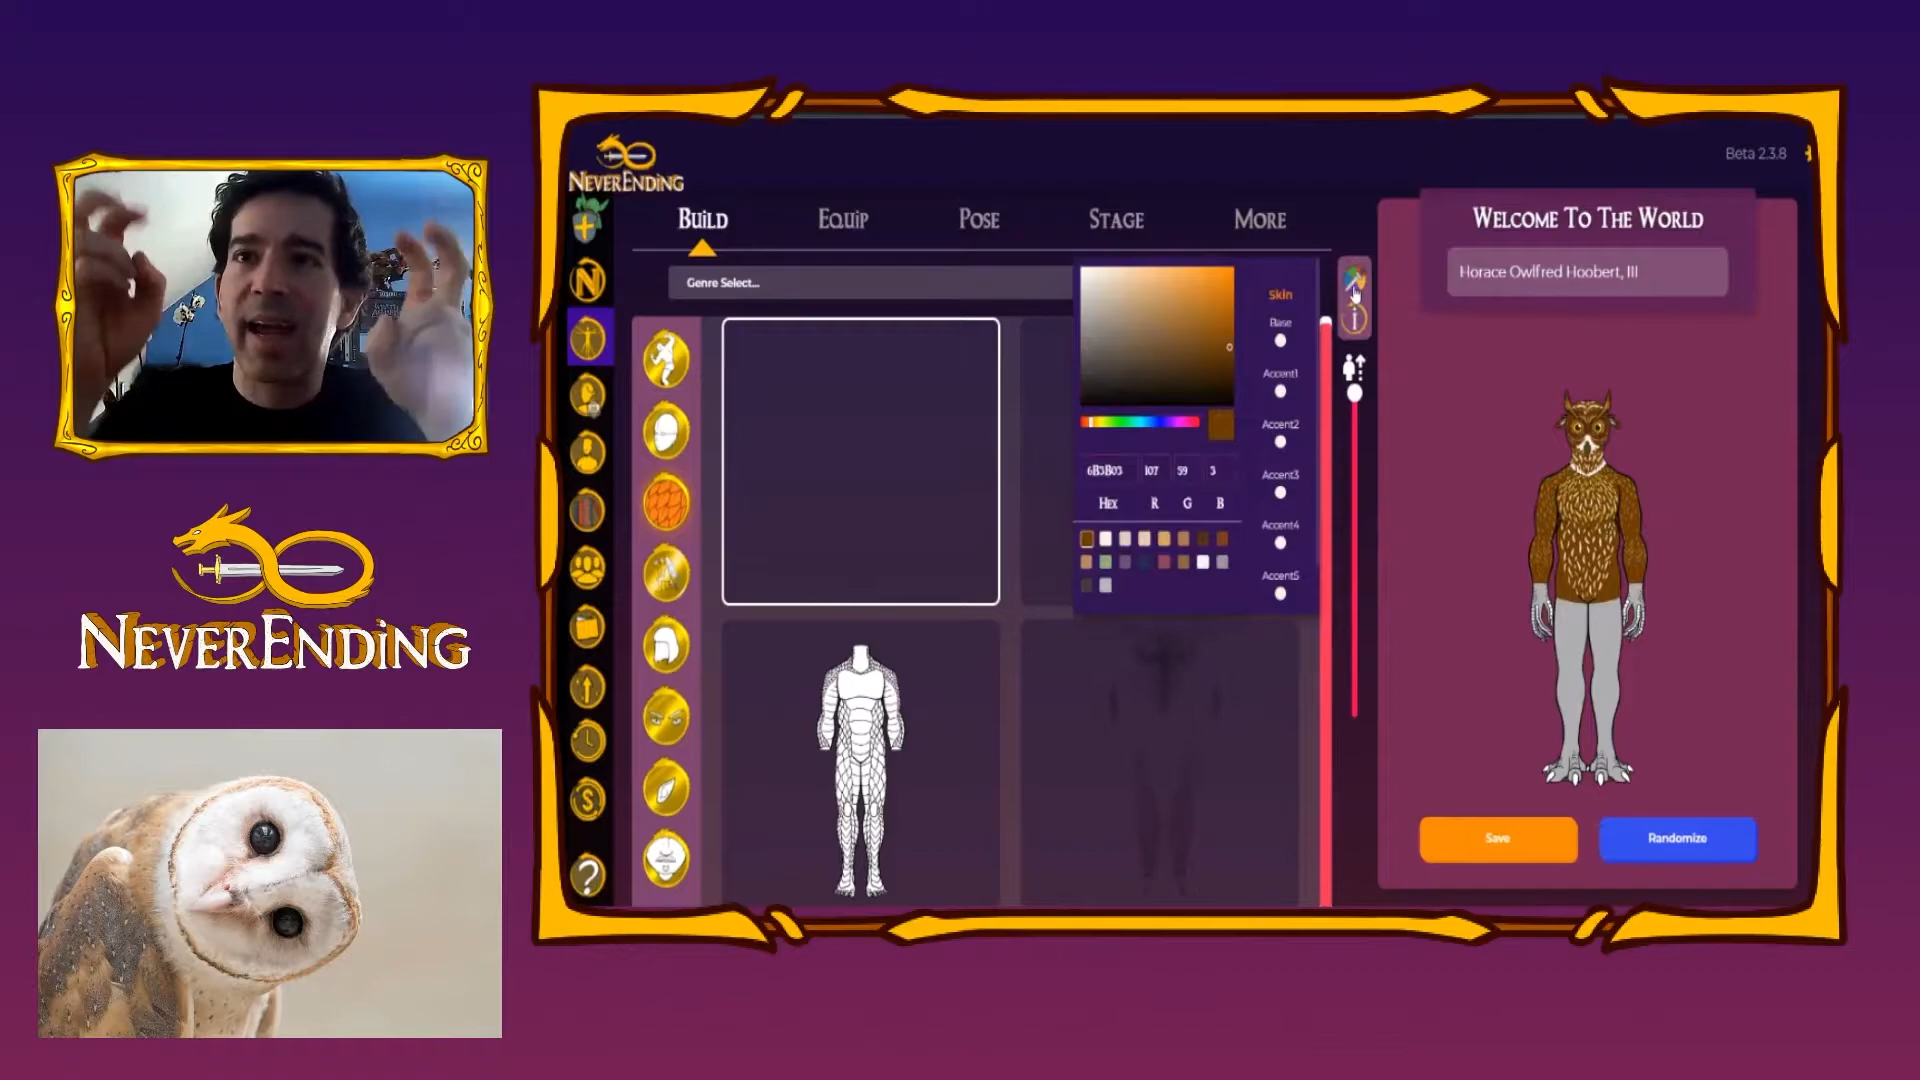 NEVERENDING
Beta 2.3.8
BUILD
EQUIP
POSE
STAGE
MORE
WELCOME TO THE WORLD
Horace Owlfred Hoobert, III
Genre Select...
Skin
Base
Accent1
Accent2
Accent3
Accent4
Accent5
6B3B03 107 59 3
HEX R G B
Save
Randomize
NEVERENDING